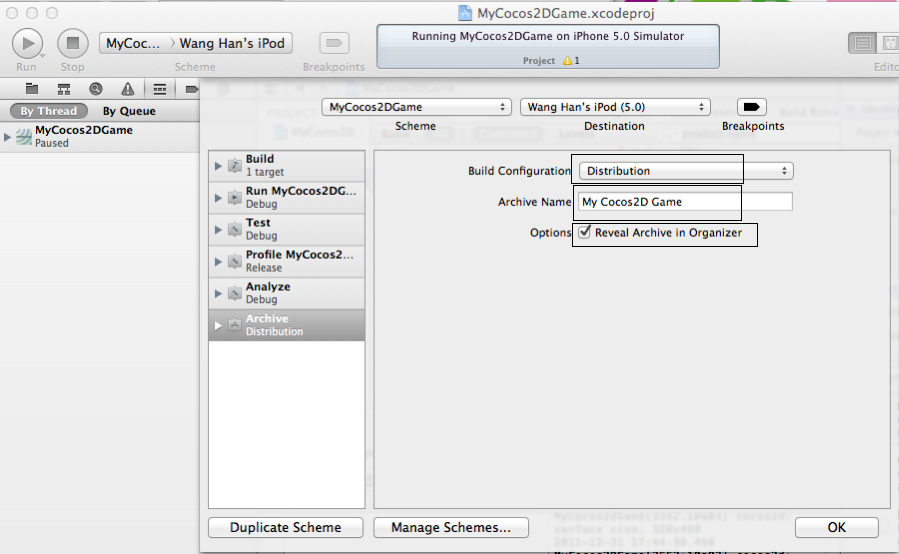 MyCocos2DGame.xcodeproj
MyCoc... Wang Han's iPod
Running MyCocos2DGame on iPhone 5.0 Simulator
Project 1
Run Stop Scheme Breakpoints Edito
By Thread By Queue
MyCocos2DGame
Paused
MyCocos2DGame Wang Han's iPod (5.0)
Scheme Destination Breakpoints
Build
1 target
Run MyCocos2DG...
Debug
Test
Debug
Profile MyCocos2...
Release
Analyze
Debug
Archive
Distribution
Build Configuration Distribution
Archive Name My Cocos2D Game
Options Reveal Archive in Organizer
Duplicate Scheme Manage Schemes... OK